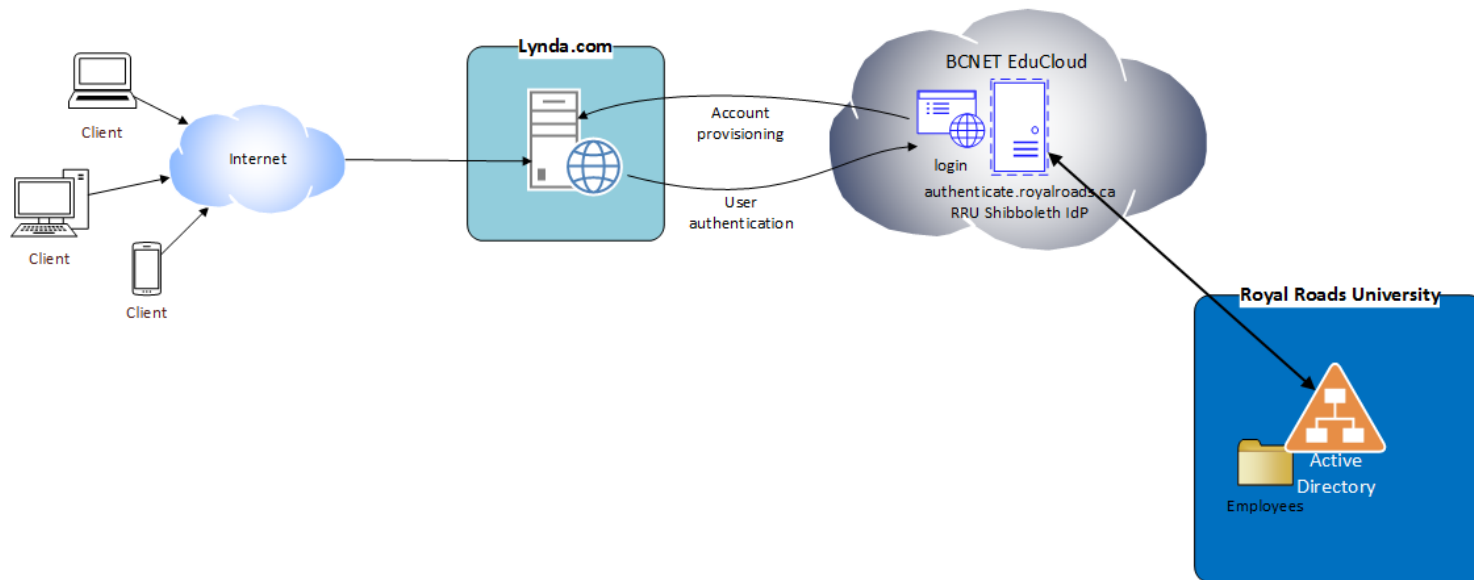 Lynda.com
BCNET EduCloud
Client
Internet
Account
provisioning
login
Client
User
authentication
authenticate.royalroads.ca
RRU Shibboleth IdP
Client
Royal Roads University
Active
Directory
Employees